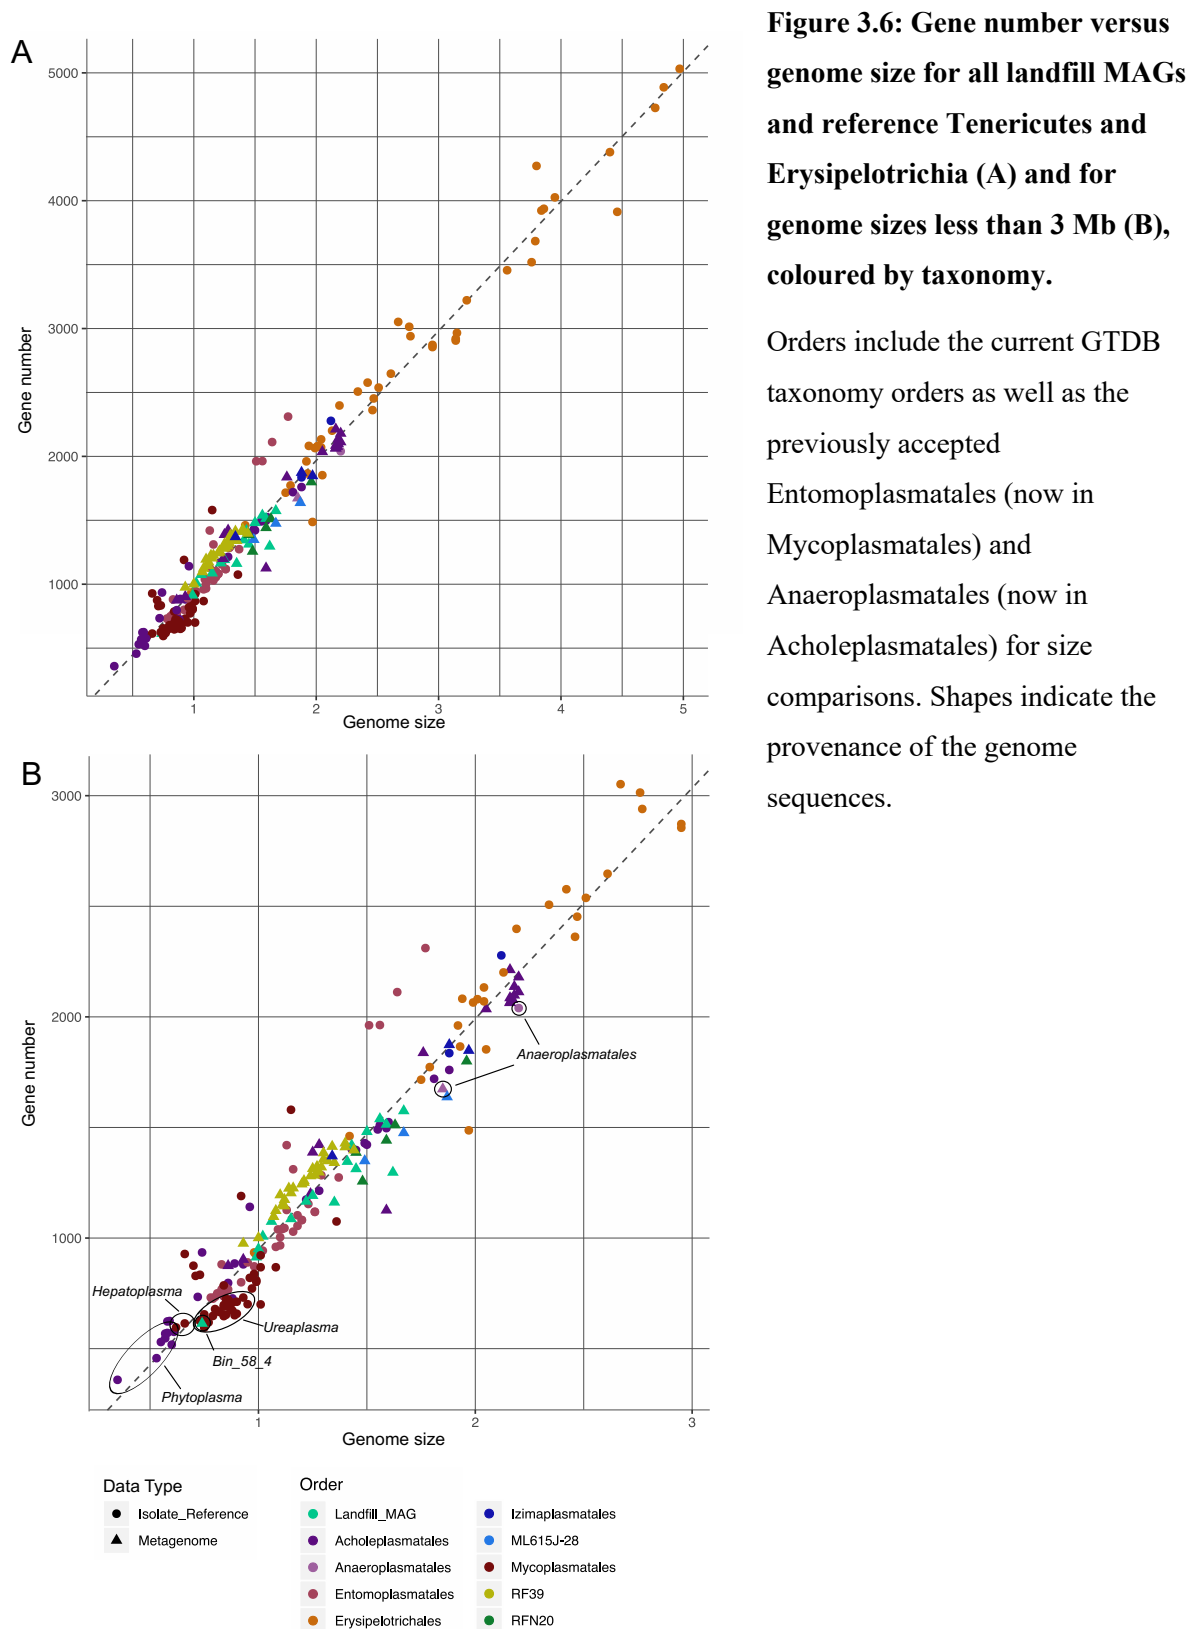 Figure 3.6: Gene number versus
genome size for all landfill MAGs
and reference Tenericutes and
Erysipelotrichia (A) and for
genome sizes less than 3 Mb (B),
coloured by taxonomy.
Orders include the current GTDB
taxonomy orders as well as the
previously accepted
Entomoplasmatales (now in
Mycoplasmatales) and
Anaeroplasmatales (now in
Acholeplasmatales) for size
comparisons. Shapes indicate the
provenance of the genome
sequences.
A
5000
4000
3000
2000
1000
Gene number
1 2 3 4 5
Genome size
B
3000
2000
1000
Gene number
Anaeroplasmatales
Hepatoplasma
Ureaplasma
Bin_58_4
Phytoplasma
1 2 3
Genome size
Data Type
Isolate_Reference
Metagenome
Order
Landfill_MAG
Acholeplasmatales
Anaeroplasmatales
Entomoplasmatales
Erysipelotrichales
Izimaplasmatales
ML615J-28
Mycoplasmatales
RF39
RFN20